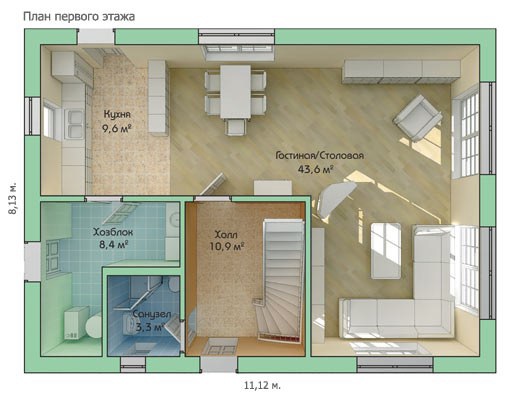 План первого этажа
Кухня
9,6 м²
Гостиная/Столовая
43,6 м²
8,13 м.
Хозблок
8,4 м²
Холл
10,9 м²
Санузел
3,3 м²
11,12 м.